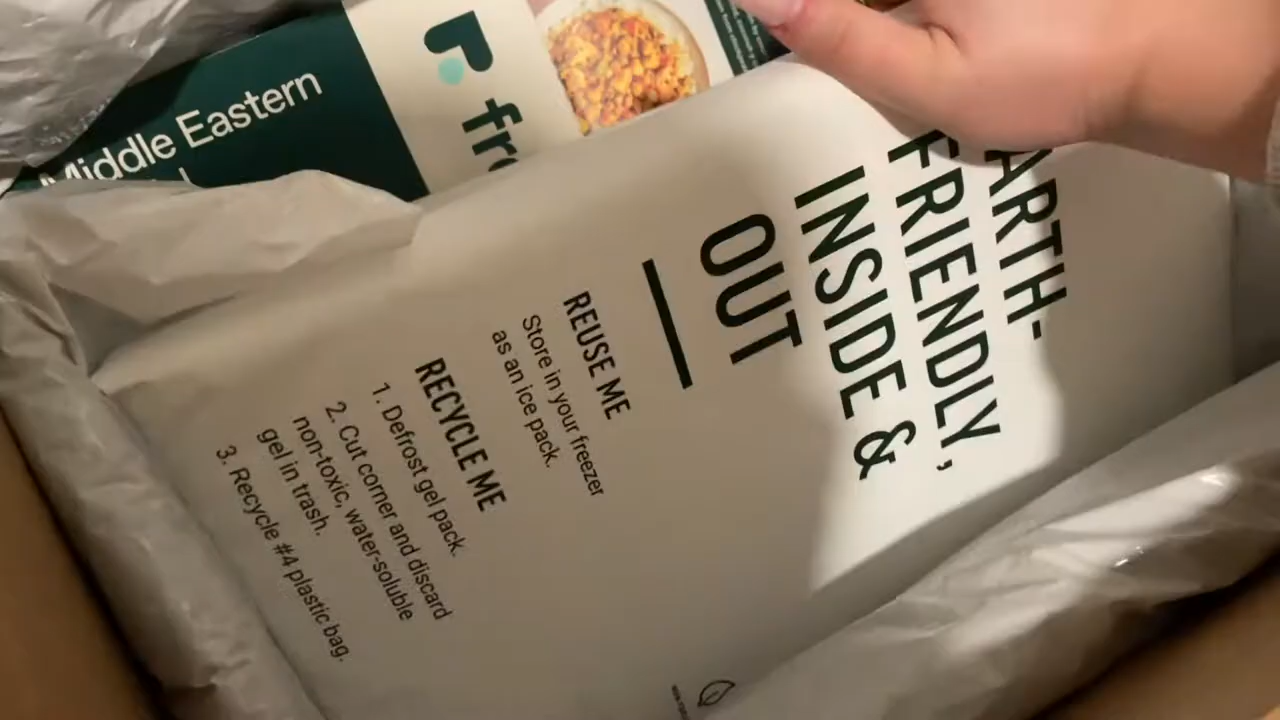 Middle Eastern
ARTH-
FRIENDLY,
INSIDE &
OUT
REUSE ME
Store in your freezer
as an ice pack.
RECYCLE ME
1. Defrost gel pack.
2. Cut corner and discard
non-toxic, water-soluble
gel in trash.
3. Recycle #4 plastic bag.